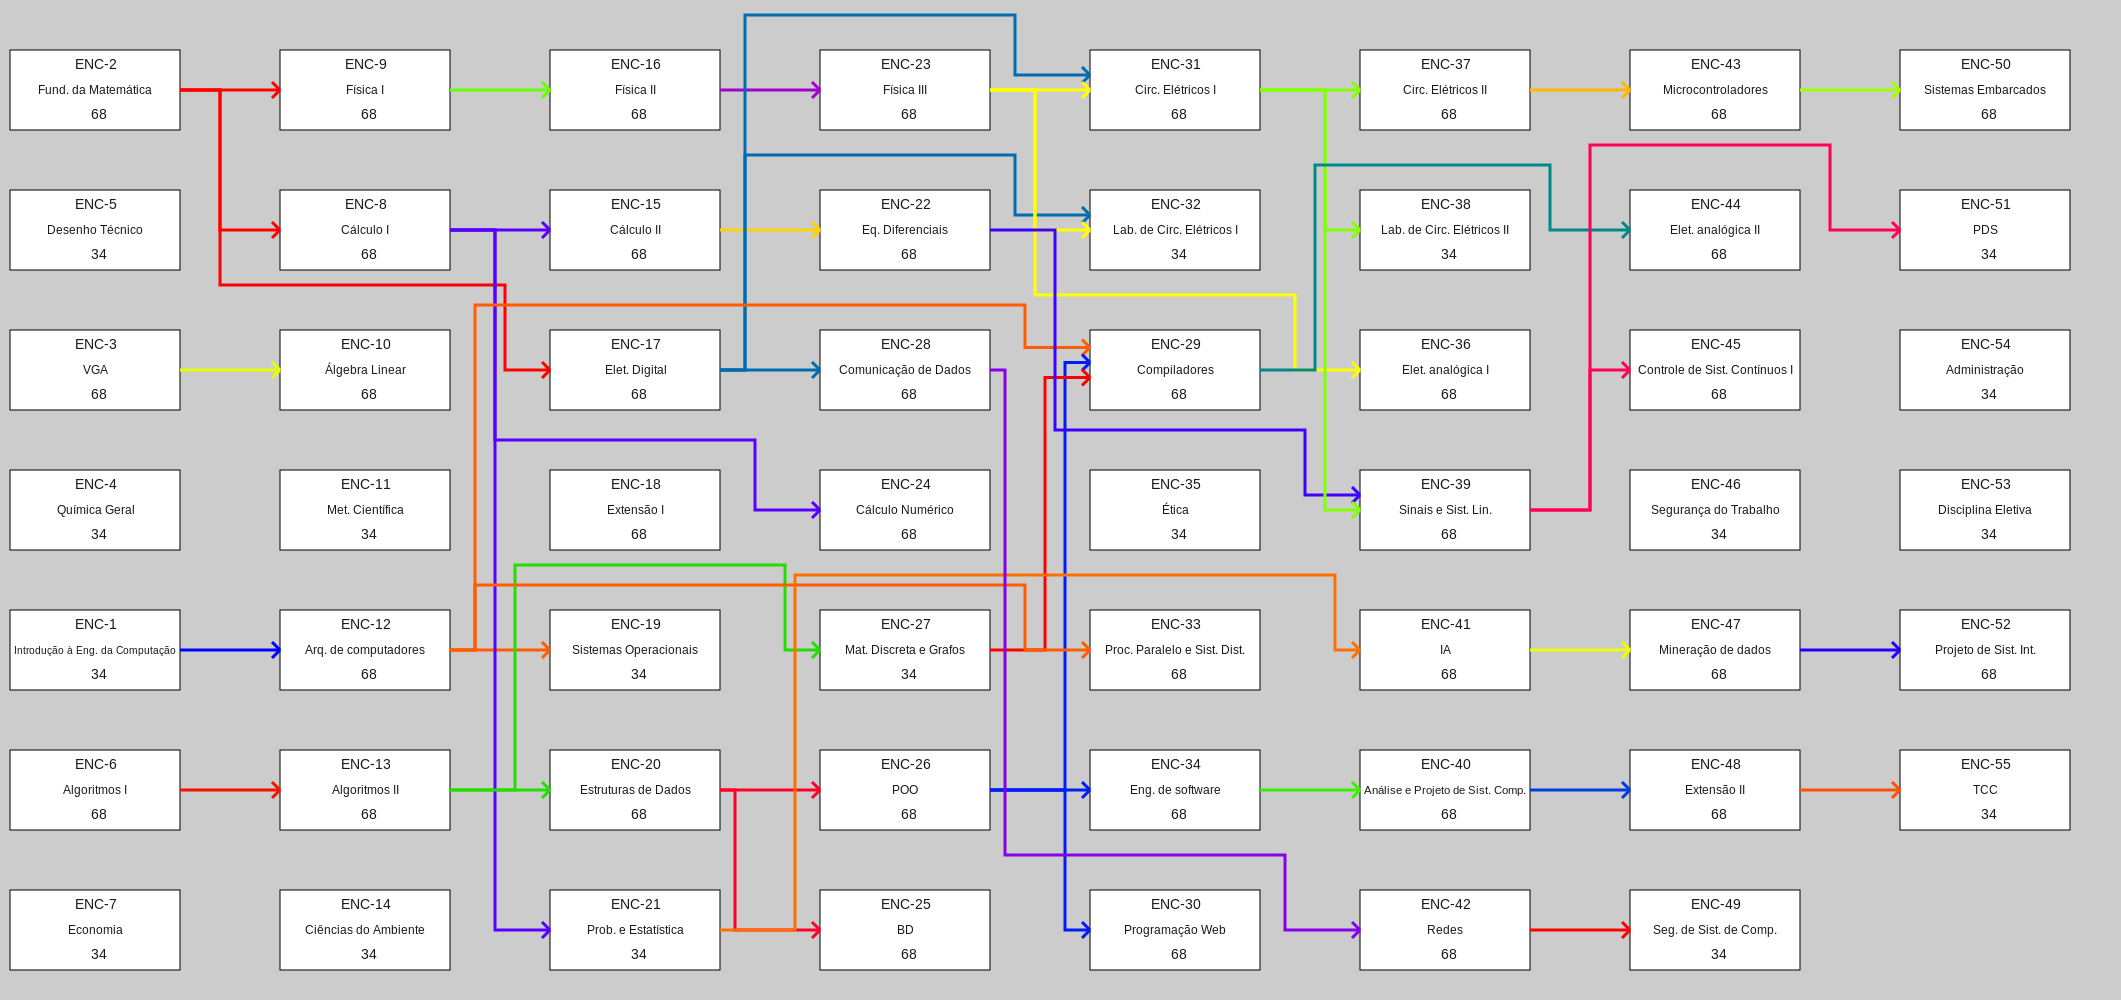 ENC-2
Fund. da Matemática
68
ENC-9
Física I
68
ENC-16
Física II
68
ENC-23
Física III
68
ENC-31
Circ. Elétricos I
68
ENC-37
Circ. Elétricos II
68
ENC-43
Microcontroladores
68
ENC-50
Sistemas Embarcados
68
ENC-5
Desenho Técnico
34
ENC-8
Cálculo I
68
ENC-15
Cálculo II
68
ENC-22
Eq. Diferenciais
68
ENC-32
Lab. de Circ. Elétricos I
34
ENC-38
Lab. de Circ. Elétricos II
34
ENC-44
Elet. analógica II
68
ENC-51
PDS
34
ENC-3
VGA
68
ENC-10
Álgebra Linear
68
ENC-17
Elet. Digital
68
ENC-28
Comunicação de Dados
68
ENC-29
Compiladores
68
ENC-36
Elet. analógica I
68
ENC-45
Controle de Sist. Contínuos I
68
ENC-54
Administração
34
ENC-4
Química Geral
34
ENC-11
Met. Científica
34
ENC-18
Extensão I
68
ENC-24
Cálculo Numérico
68
ENC-35
Ética
34
ENC-39
Sinais e Sist. Lin.
68
ENC-46
Segurança do Trabalho
34
ENC-53
Disciplina Eletiva
34
ENC-1
Introdução à Eng. da Computação
34
ENC-12
Arq. de computadores
68
ENC-19
Sistemas Operacionais
34
ENC-27
Mat. Discreta e Grafos
34
ENC-33
Proc. Paralelo e Sist. Dist.
68
ENC-41
IA
68
ENC-47
Mineração de dados
68
ENC-52
Projeto de Sist. Int.
68
ENC-6
Algoritmos I
68
ENC-13
Algoritmos II
68
ENC-20
Estruturas de Dados
68
ENC-26
POO
68
ENC-34
Eng. de software
68
ENC-40
Análise e Projeto de Sist. Comp.
68
ENC-48
Extensão II
68
ENC-55
TCC
34
ENC-7
Economia
34
ENC-14
Ciências do Ambiente
34
ENC-21
Prob. e Estatística
34
ENC-25
BD
68
ENC-30
Programação Web
68
ENC-42
Redes
68
ENC-49
Seg. de Sist. de Comp.
34